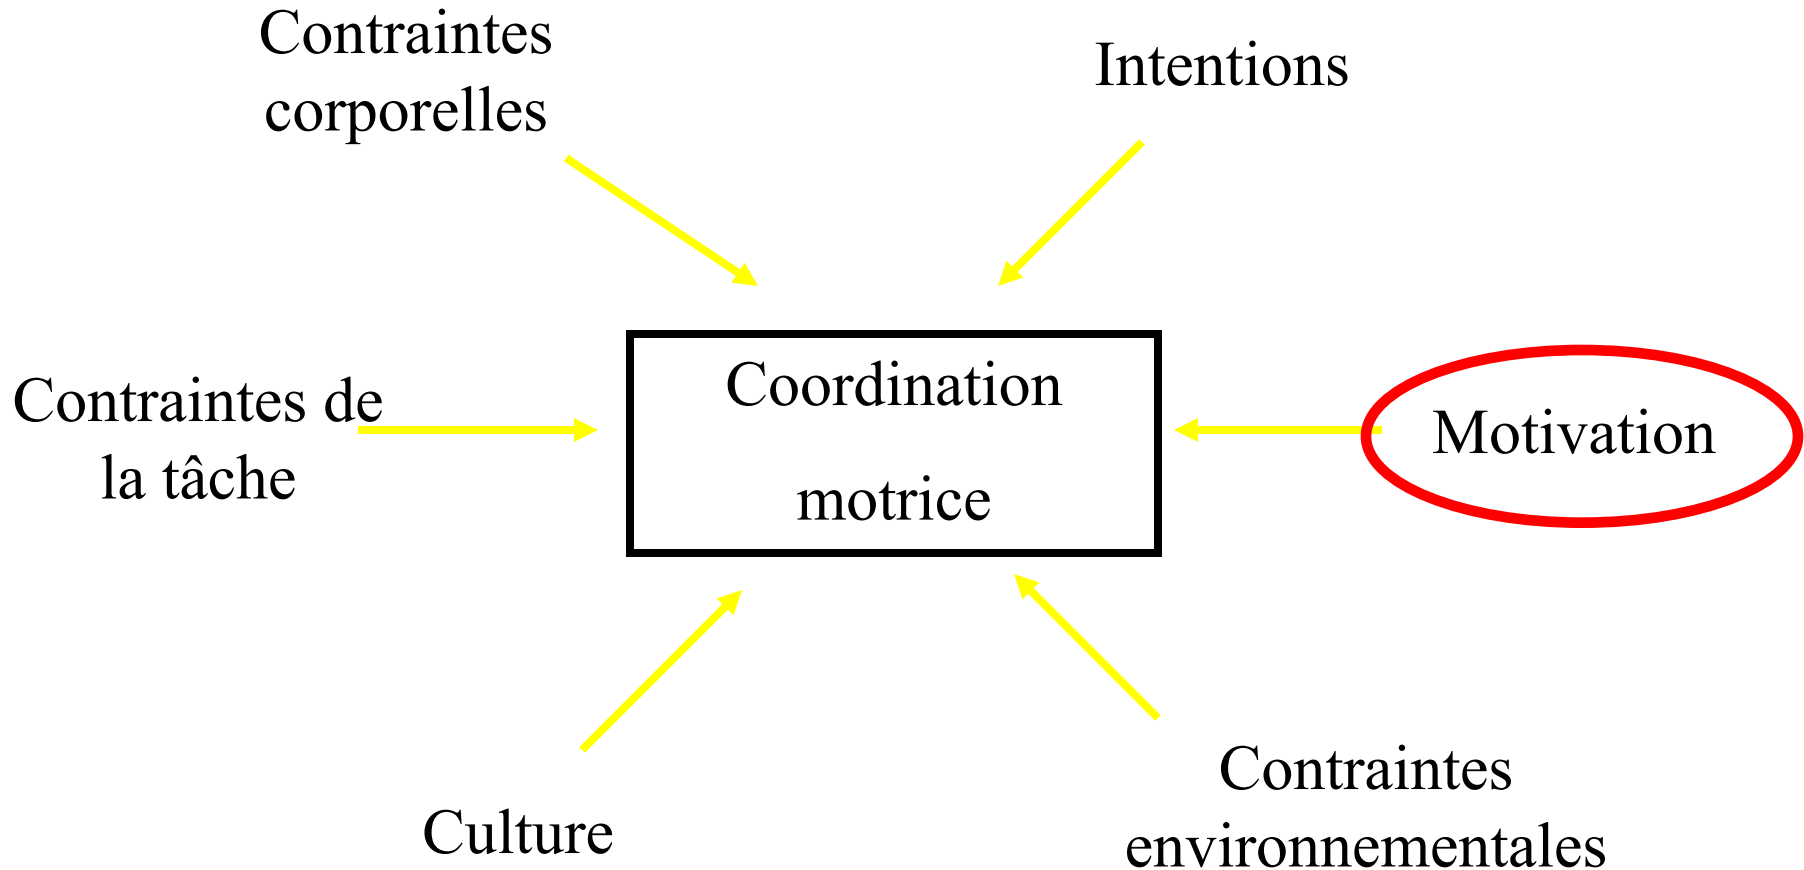 Contraintes
corporelles
Intentions
Contraintes de
la tâche
Coordination
motrice
Motivation
Culture
Contraintes
environnementales